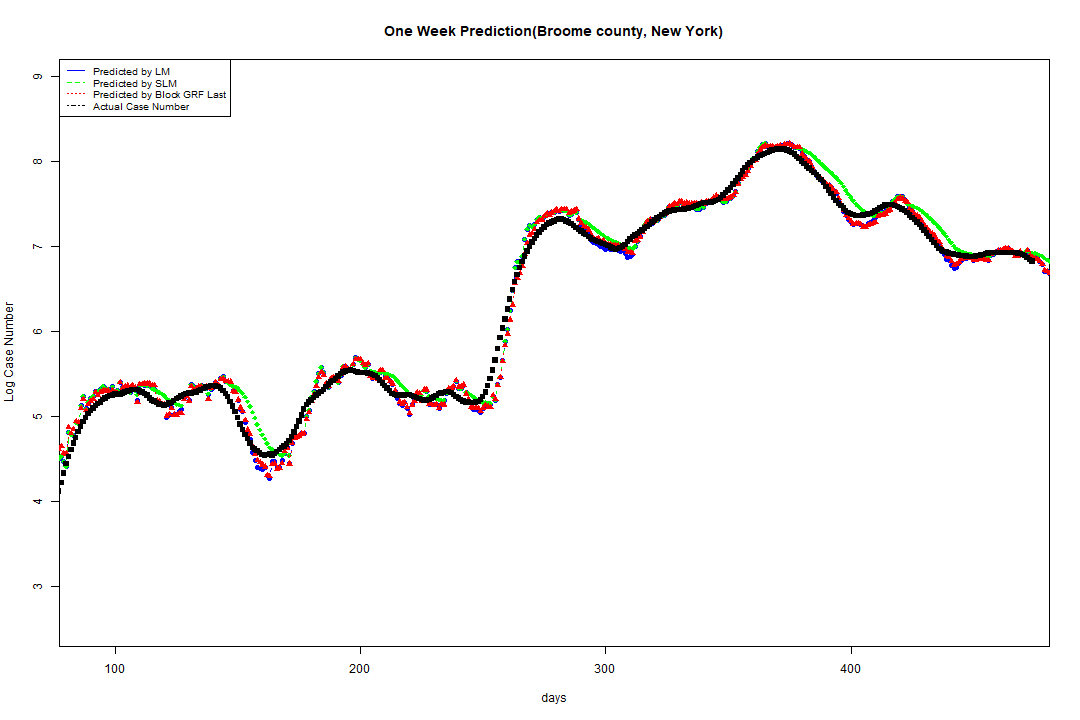 One Week Prediction(Broome county, New York)
Predicted by LM
Predicted by SLM
Predicted by Block GRF Last
Actual Case Number
9
8
7
6
5
4
3
Log Case Number
100 200 300 400
days